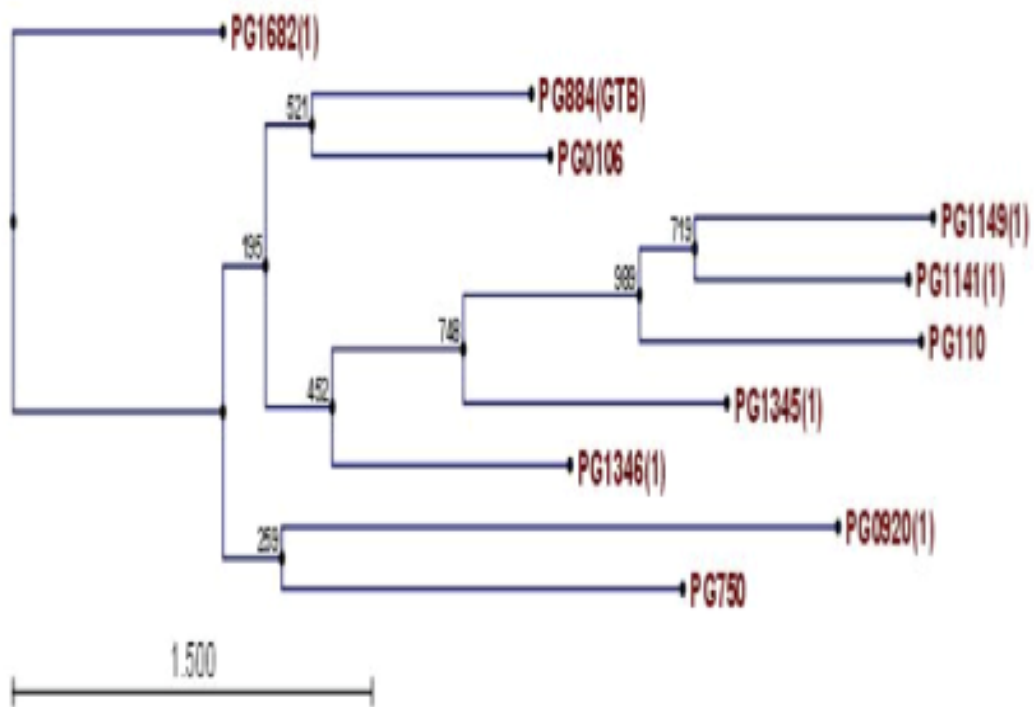 PG1682(1)
PG884(GTB)
521
PG0106
PG1149(1)
719
195
PG1141(1)
989
PG110
748
452
PG1345(1)
PG1346(1)
PG0920(1)
259
PG750
1.500